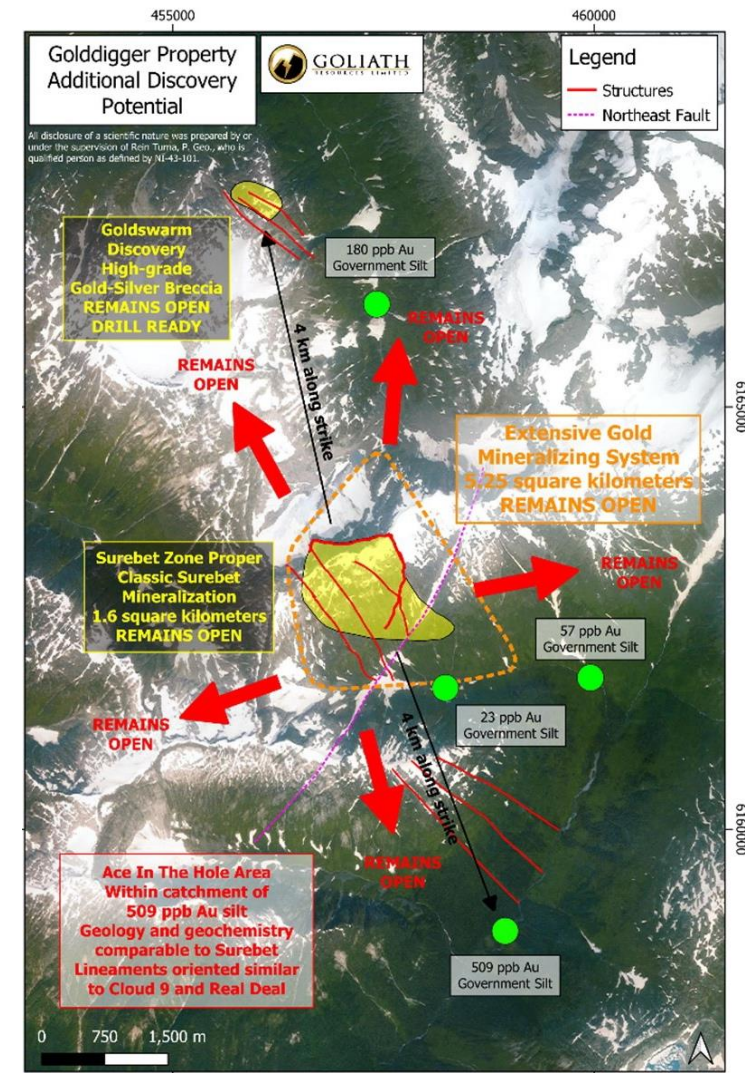 455000
460000
Golddigger Property
Additional Discovery
Potential
GOLIATH
RESOURCES LIMITED
Legend
Structures
Northeast Fault
All disclosure of a scientific nature was prepared by or
under the supervision of Rein Turna, P. Geo., who is
qualified person as defined by NI-43-101.
Goldswarm
Discovery
High-grade
Gold-Silver Breccia
REMAINS OPEN
DRILL READY
180 ppb Au
Government Silt
REMAINS
OPEN
4 km along strike
REMAINS
OPEN
6165000
Extensive Gold
Mineralizing System
5.25 square kilometers
REMAINS OPEN
Surebet Zone Proper
Classic Surebet
Mineralization
1.6 square kilometers
REMAINS OPEN
REMAINS
OPEN
57 ppb Au
Government Silt
23 ppb Au
Government Silt
REMAINS
OPEN
4 km along strike
6160000
REMAINS
OPEN
Ace In The Hole Area
Within catchment of
509 ppb Au silt
Geology and geochemistry
comparable to Surebet
Lineaments oriented similar
to Cloud 9 and Real Deal
509 ppb Au
Government Silt
0 750 1,500 m